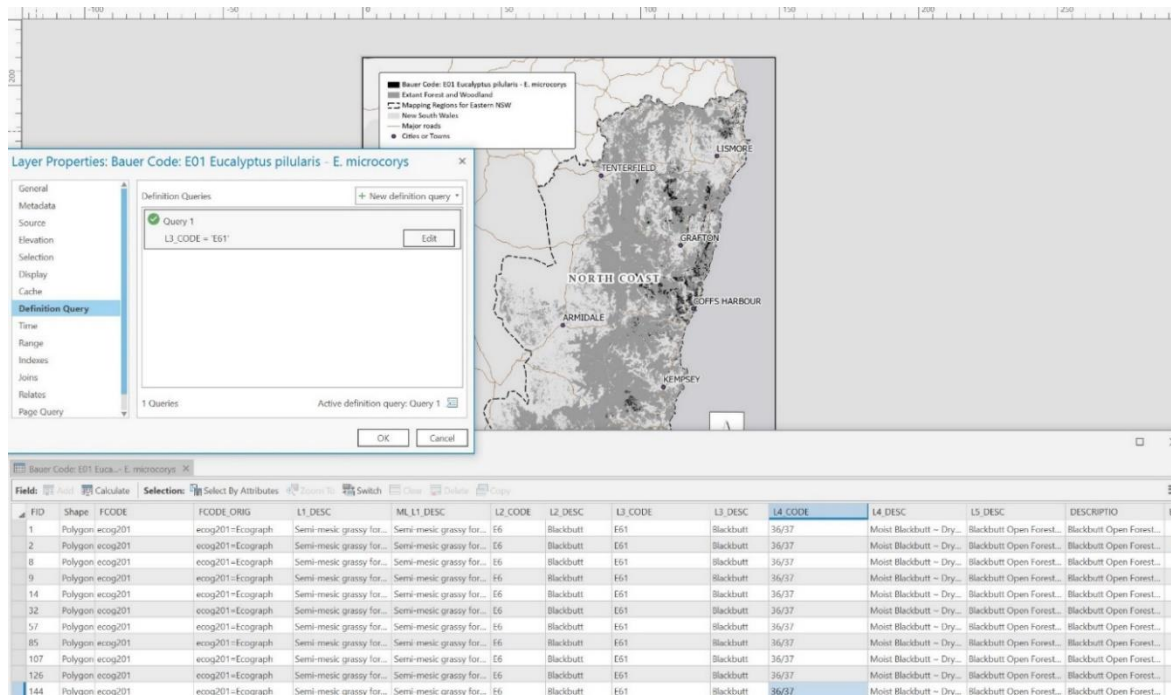 -100
-50
0
50
100
150
200
250
200
Bauer Code: E01 Eucalyptus pilularis - E. microcorys
Extant Forest and Woodland
Mapping Regions for Eastern NSW
New South Wales
Major roads
Cities or Towns
LISMORE
TENTERFIELD
GRAFTON
NORTH COAST
COFFS HARBOUR
ARMIDALE
KEMPSEY
Layer Properties: Bauer Code: E01 Eucalyptus pilularis - E. microcorys ×
General
Metadata
Source
Elevation
Selection
Display
Cache
Definition Query
Time
Range
Indexes
Joins
Relates
Page Query
Definition Queries + New definition query
Query 1
L3_CODE = 'E61' Edit
1 Queries Active definition query: Query 1
OK Cancel
Bauer Code: E01 Euca...- E. microcorys ×
Field: Add Calculate Selection: Select By Attributes Zoom To Switch Clear Delete Copy
FID Shape FCODE FCODE_ORIG L1_DESC ML_L1_DESC L2_CODE L2_DESC L3_CODE L3_DESC L4_CODE L4_DESC L5_DESC DESCRIPTIO
1 Polygon ecog201 ecog201=Ecograph Semi-mesic grassy for... Semi-mesic grassy for... E6 Blackbutt E61 Blackbutt 36/37 Moist Blackbutt ~ Dry... Blackbutt Open Forest... Blackbutt Open Forest...
2 Polygon ecog201 ecog201=Ecograph Semi-mesic grassy for... Semi-mesic grassy for... E6 Blackbutt E61 Blackbutt 36/37 Moist Blackbutt ~ Dry... Blackbutt Open Forest... Blackbutt Open Forest...
8 Polygon ecog201 ecog201=Ecograph Semi-mesic grassy for... Semi-mesic grassy for... E6 Blackbutt E61 Blackbutt 36/37 Moist Blackbutt ~ Dry... Blackbutt Open Forest... Blackbutt Open Forest...
9 Polygon ecog201 ecog201=Ecograph Semi-mesic grassy for... Semi-mesic grassy for... E6 Blackbutt E61 Blackbutt 36/37 Moist Blackbutt ~ Dry... Blackbutt Open Forest... Blackbutt Open Forest...
14 Polygon ecog201 ecog201=Ecograph Semi-mesic grassy for... Semi-mesic grassy for... E6 Blackbutt E61 Blackbutt 36/37 Moist Blackbutt ~ Dry... Blackbutt Open Forest... Blackbutt Open Forest...
32 Polygon ecog201 ecog201=Ecograph Semi-mesic grassy for... Semi-mesic grassy for... E6 Blackbutt E61 Blackbutt 36/37 Moist Blackbutt ~ Dry... Blackbutt Open Forest... Blackbutt Open Forest...
57 Polygon ecog201 ecog201=Ecograph Semi-mesic grassy for... Semi-mesic grassy for... E6 Blackbutt E61 Blackbutt 36/37 Moist Blackbutt ~ Dry... Blackbutt Open Forest... Blackbutt Open Forest...
85 Polygon ecog201 ecog201=Ecograph Semi-mesic grassy for... Semi-mesic grassy for... E6 Blackbutt E61 Blackbutt 36/37 Moist Blackbutt ~ Dry... Blackbutt Open Forest... Blackbutt Open Forest...
107 Polygon ecog201 ecog201=Ecograph Semi-mesic grassy for... Semi-mesic grassy for... E6 Blackbutt E61 Blackbutt 36/37 Moist Blackbutt ~ Dry... Blackbutt Open Forest... Blackbutt Open Forest...
126 Polygon ecog201 ecog201=Ecograph Semi-mesic grassy for... Semi-mesic grassy for... E6 Blackbutt E61 Blackbutt 36/37 Moist Blackbutt ~ Dry... Blackbutt Open Forest... Blackbutt Open Forest...
144 Polygon ecog201 ecog201=Ecograph Semi-mesic grassy for... Semi-mesic grassy for... E6 Blackbutt E61 Blackbutt 36/37 Moist Blackbutt ~ Dry... Blackbutt Open Forest... Blackbutt Open Forest...